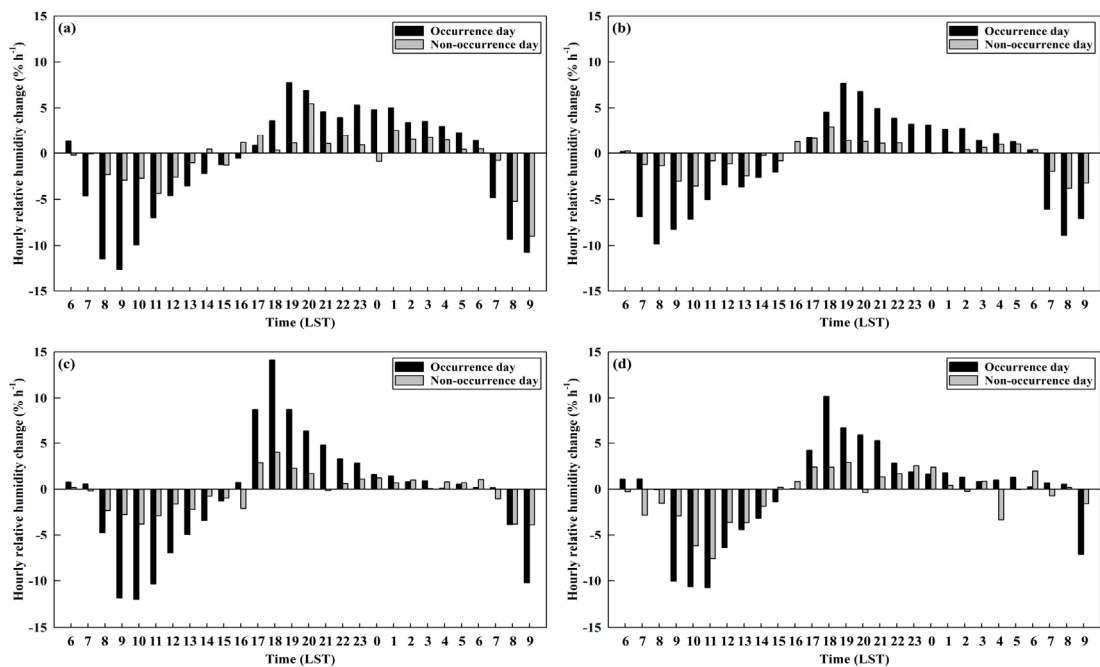 (a)
Occurrence day
Non-occurrence day
Hourly relative humidity change (% h⁻¹)
15
10
5
0
-5
-10
-15
6 7 8 9 10 11 12 13 14 15 16 17 18 19 20 21 22 23 0 1 2 3 4 5 6 7 8 9
Time (LST)
(b)
Occurrence day
Non-occurrence day
Hourly relative humidity change (% h⁻¹)
15
10
5
0
-5
-10
-15
6 7 8 9 10 11 12 13 14 15 16 17 18 19 20 21 22 23 0 1 2 3 4 5 6 7 8 9
Time (LST)
(c)
Occurrence day
Non-occurrence day
Hourly relative humidity change (% h⁻¹)
15
10
5
0
-5
-10
-15
6 7 8 9 10 11 12 13 14 15 16 17 18 19 20 21 22 23 0 1 2 3 4 5 6 7 8 9
Time (LST)
(d)
Occurrence day
Non-occurrence day
Hourly relative humidity change (% h⁻¹)
15
10
5
0
-5
-10
-15
6 7 8 9 10 11 12 13 14 15 16 17 18 19 20 21 22 23 0 1 2 3 4 6 7 8 9
Time (LST)